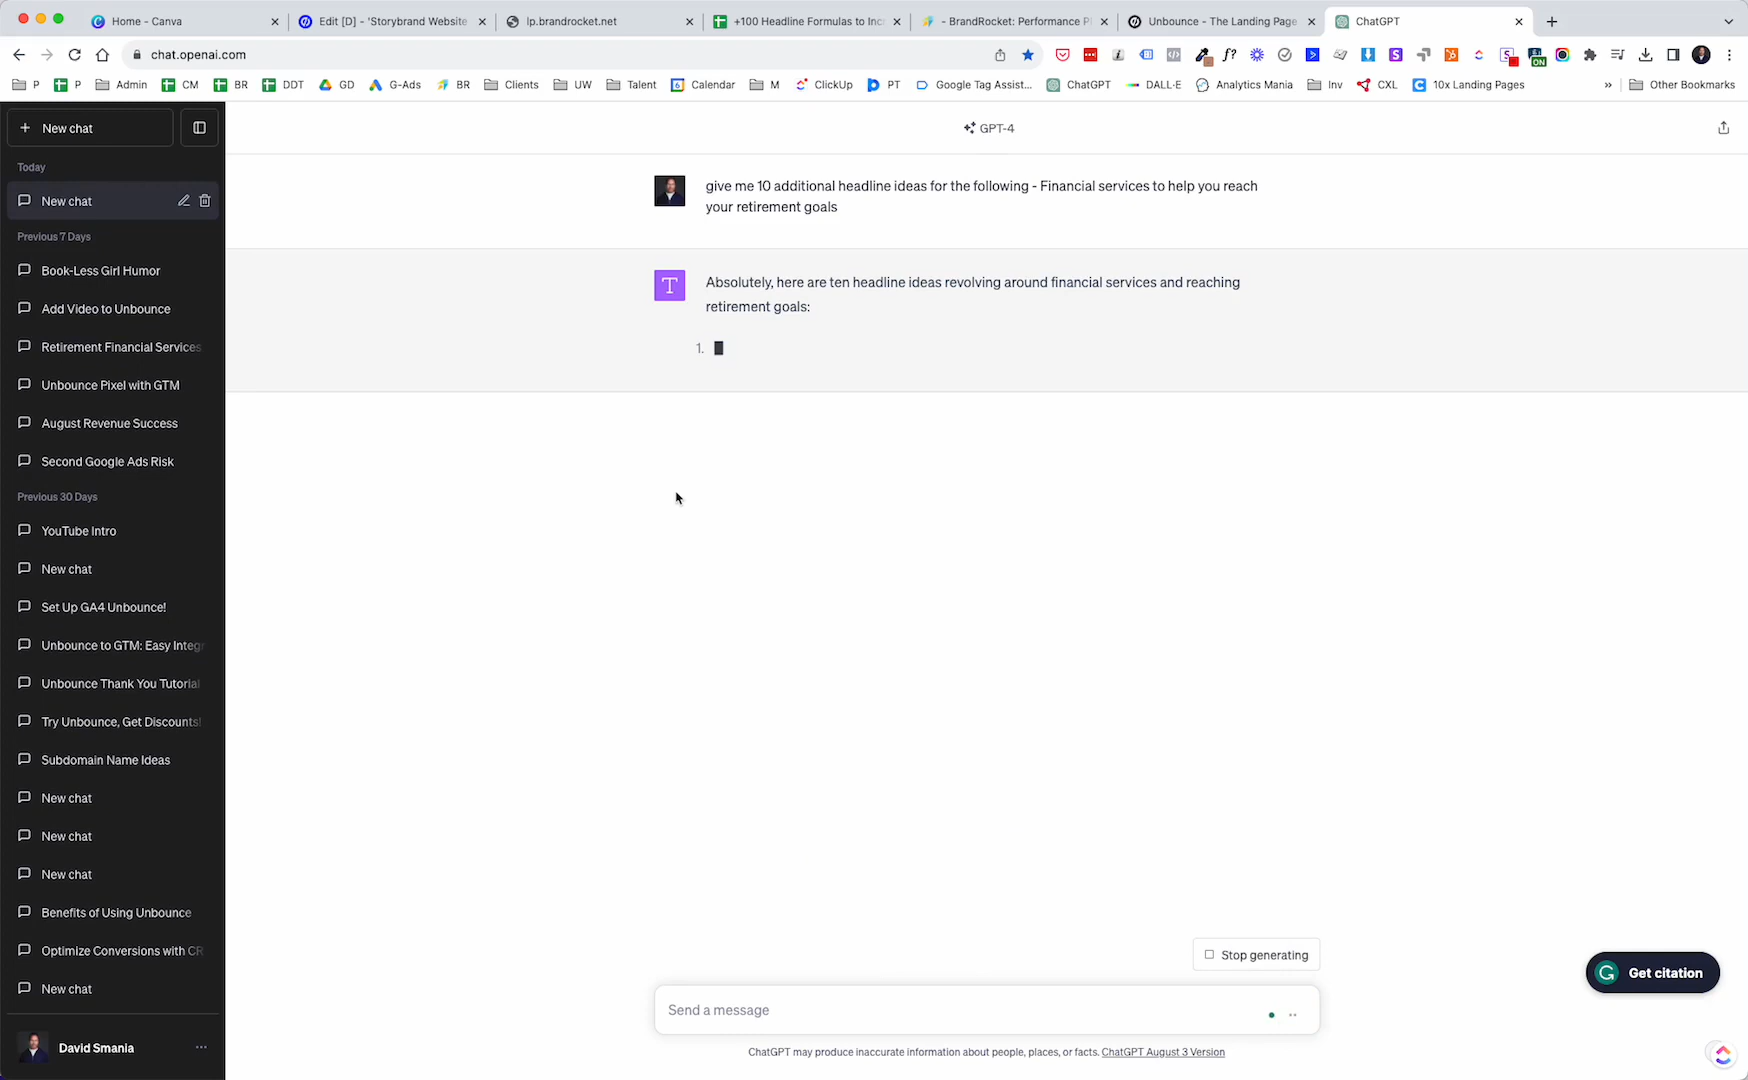 Home - Canva
Edit [D] - 'Storybrand Website
lp.brandrocket.net
+100 Headline Formulas to Inc
- BrandRocket: Performance P
Unbounce - The Landing Page
ChatGPT
chat.openai.com
f?
ON
P
P
Admin
CM
BR
DDT
GD
G-Ads
BR
Clients
UW
Talent
Calendar
M
ClickUp
PT
Google Tag Assist...
ChatGPT
DALL·E
Analytics Mania
Inv
CXL
10x Landing Pages
»
Other Bookmarks
+ New chat
GPT-4
Today
New chat
give me 10 additional headline ideas for the following - Financial services to help you reach
your retirement goals
Previous 7 Days
Book-Less Girl Humor
Add Video to Unbounce
Retirement Financial Services
Unbounce Pixel with GTM
August Revenue Success
Second Google Ads Risk
T
Absolutely, here are ten headline ideas revolving around financial services and reaching
retirement goals:
1.
Previous 30 Days
YouTube Intro
New chat
Set Up GA4 Unbounce!
Unbounce to GTM: Easy Integr
Unbounce Thank You Tutorial
Try Unbounce, Get Discounts!
Subdomain Name Ideas
New chat
New chat
New chat
Benefits of Using Unbounce
Optimize Conversions with CR
New chat
David Smania
Stop generating
Get citation
Send a message
ChatGPT may produce inaccurate information about people, places, or facts. ChatGPT August 3 Version